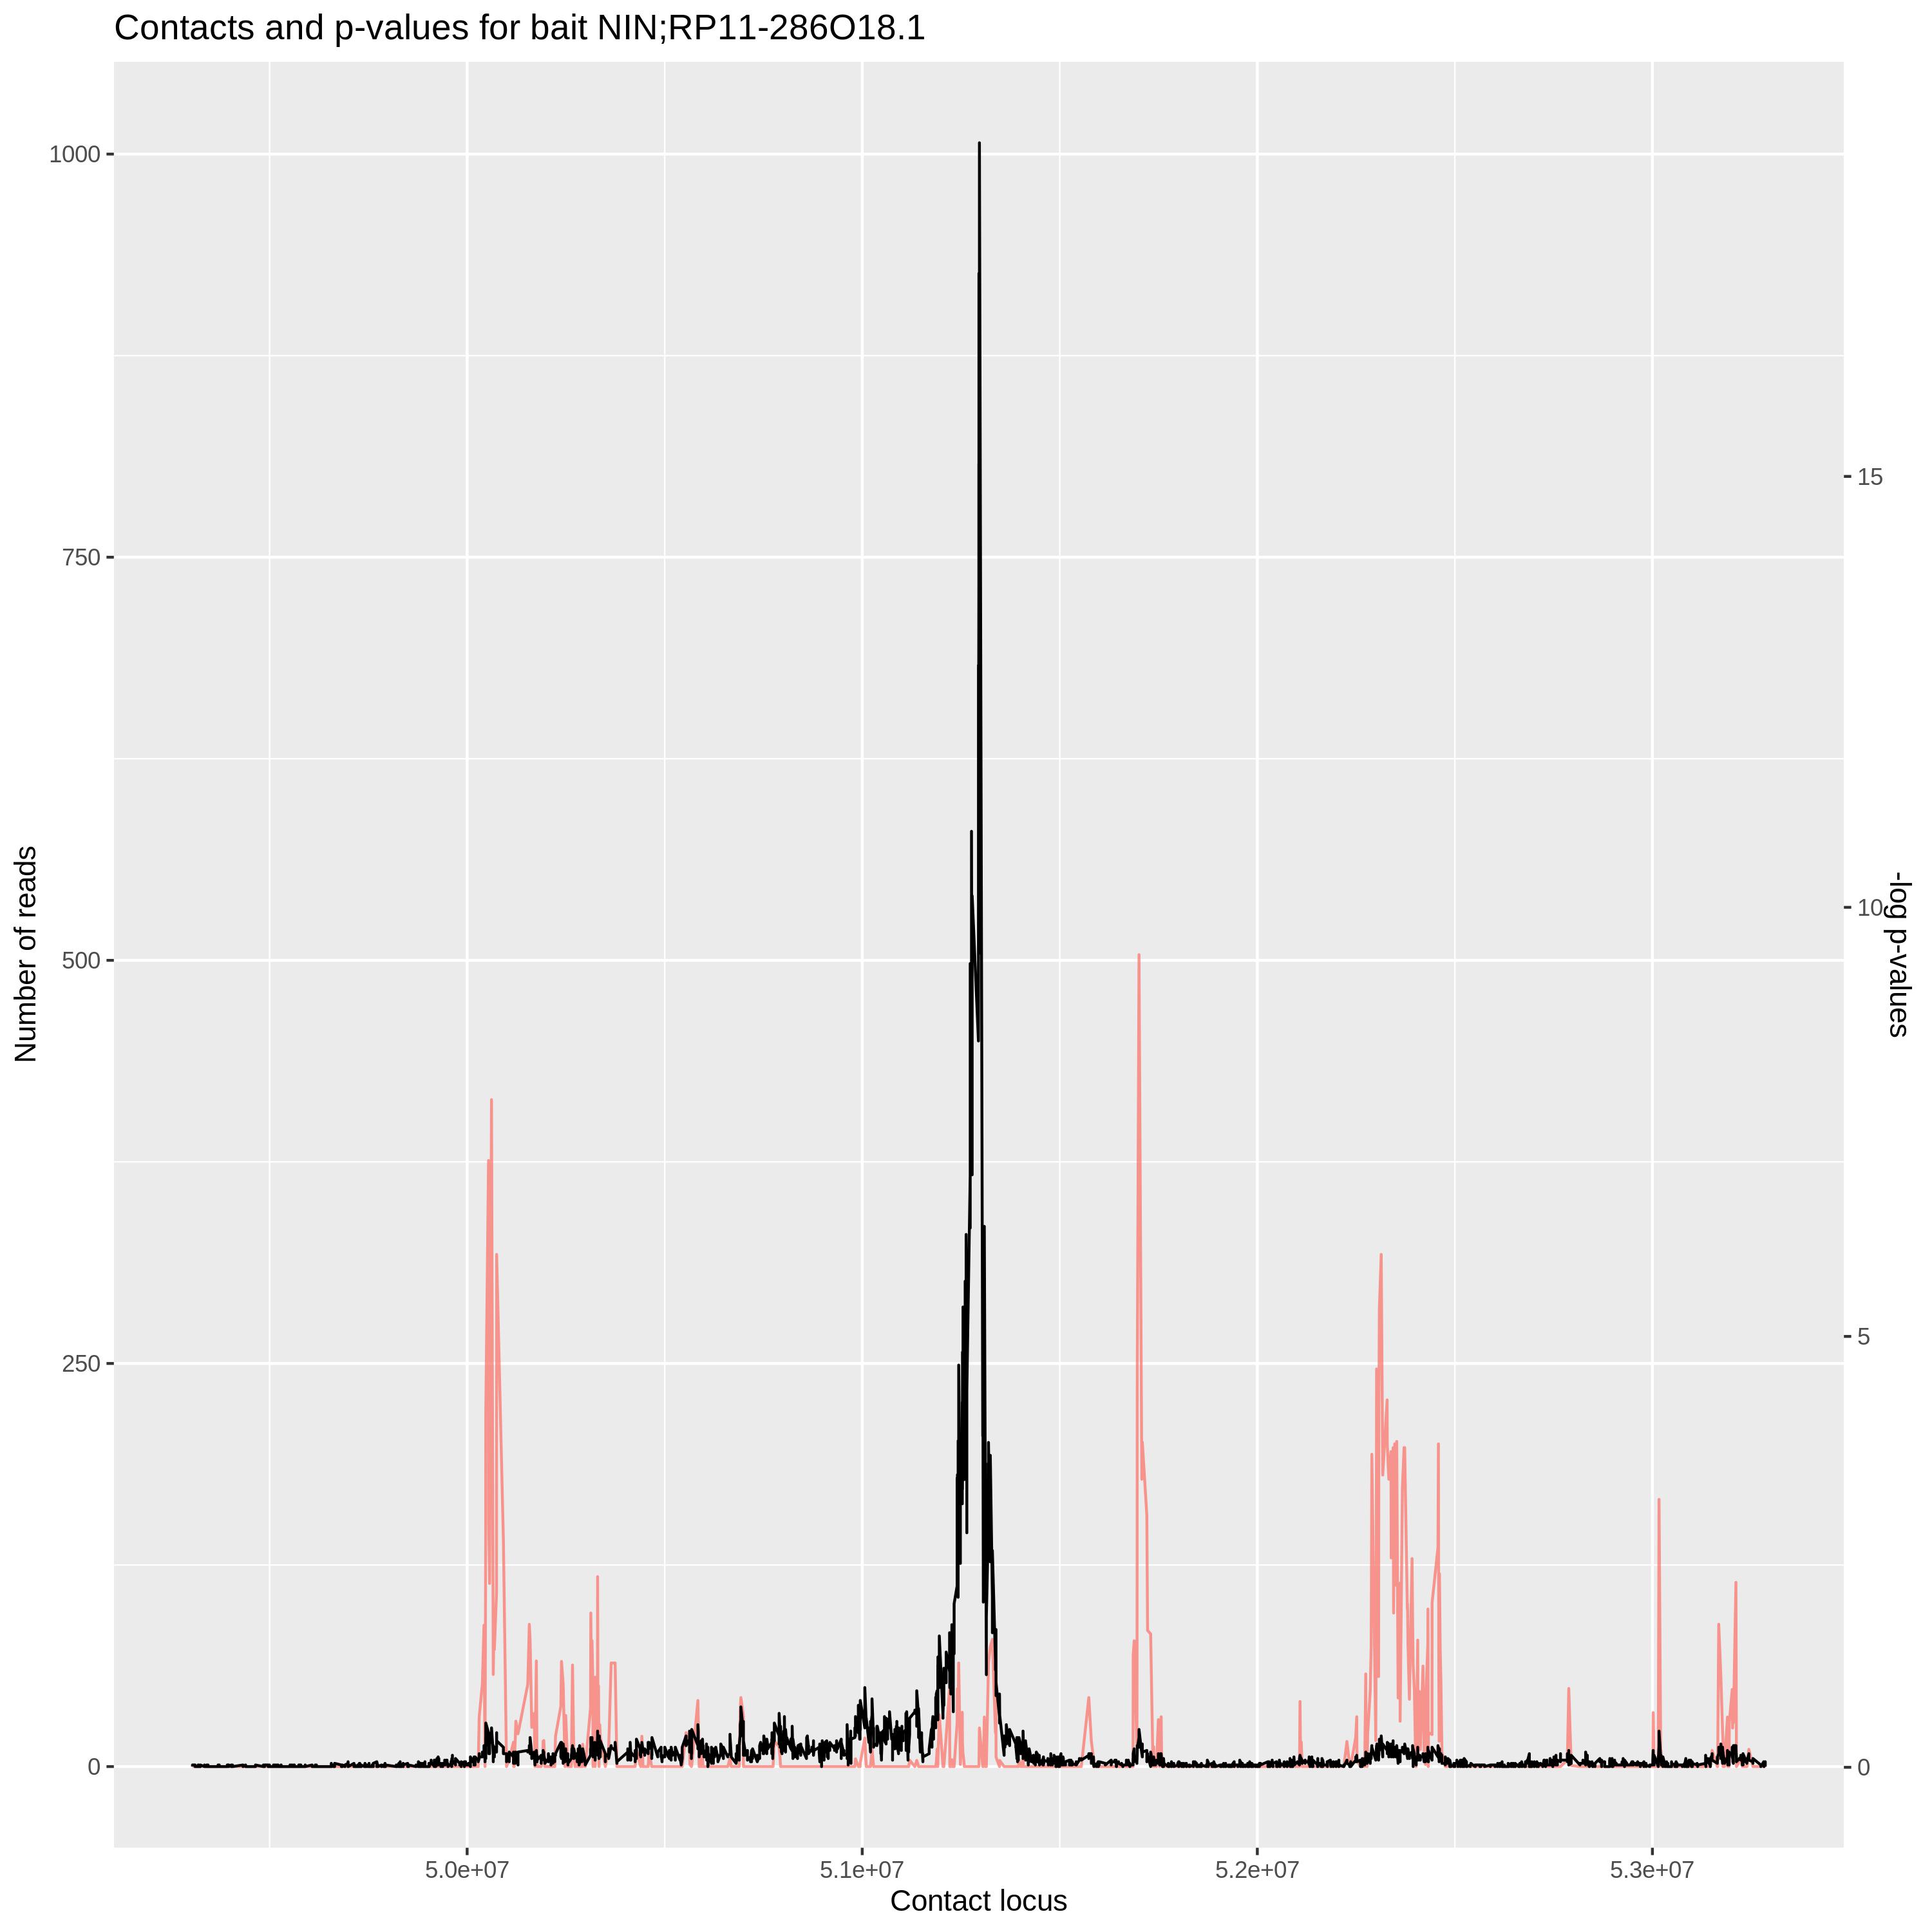 Contacts and p-values for bait NIN;RP11-286O18.1
Number of reads
1000
750
500
250
0
15
10
5
0
-log p-values
5.0e+07
5.1e+07
5.2e+07
5.3e+07
Contact locus